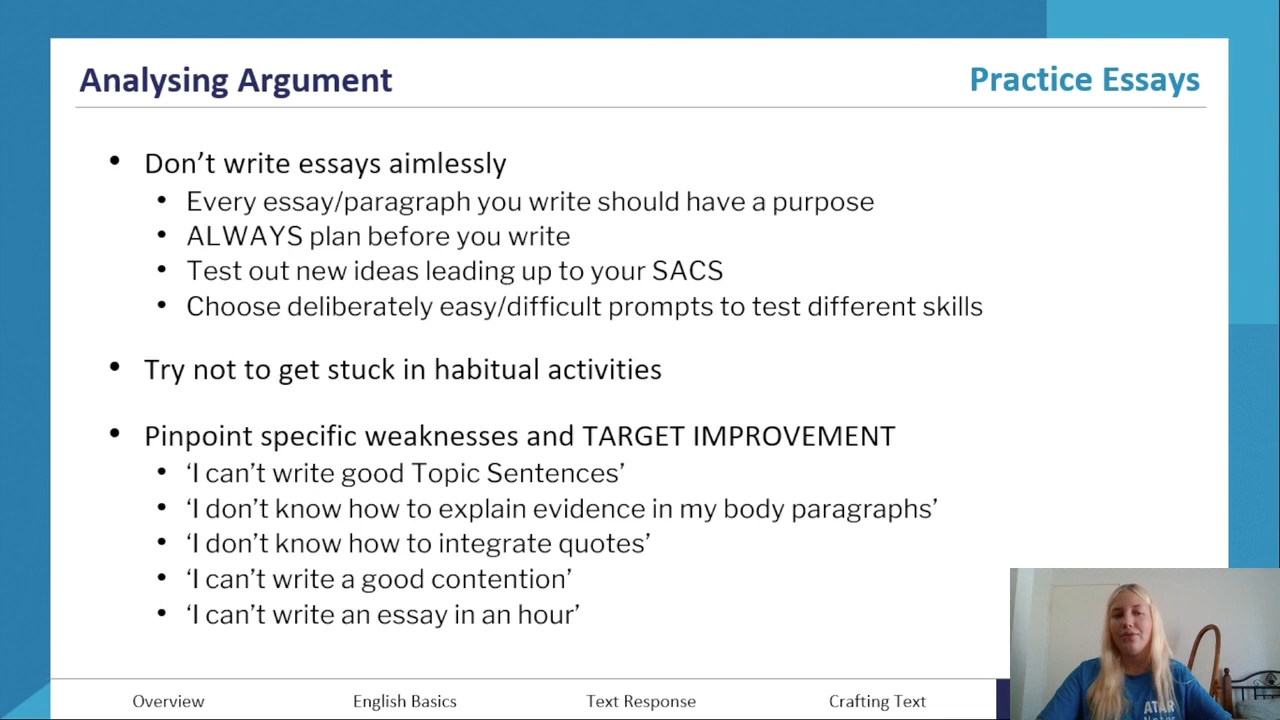 Analysing Argument
Practice Essays
• Don’t write essays aimlessly
• Every essay/paragraph you write should have a purpose
• ALWAYS plan before you write
• Test out new ideas leading up to your SACS
• Choose deliberately easy/difficult prompts to test different skills
• Try not to get stuck in habitual activities
• Pinpoint specific weaknesses and TARGET IMPROVEMENT
• ‘I can’t write good Topic Sentences’
• ‘I don’t know how to explain evidence in my body paragraphs’
• ‘I don’t know how to integrate quotes’
• ‘I can’t write a good contention’
• ‘I can’t write an essay in an hour’
Overview
English Basics
Text Response
Crafting Text
ATAR
Notes